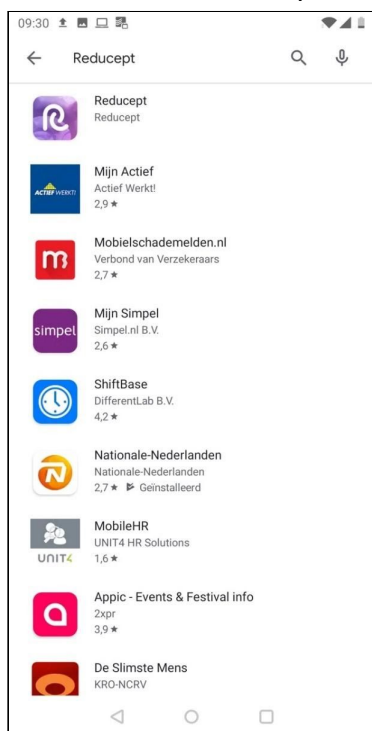 09:30
Reducept
Reducept
Reducept
Mijn Actief
ACTIEF WERKT!
Actief Werkt!
2,9 ★
Mobielschademelden.nl
m
Verbond van Verzekeraars
2,7 ★
Mijn Simpel
simpel
Simpel.nl B.V.
2,6 ★
ShiftBase
DifferentLab B.V.
4,2 ★
Nationale-Nederlanden
Nationale-Nederlanden
2,7 ★ Geïnstalleerd
MobileHR
UNIT4 HR Solutions
UNIT4
1,6 ★
Appic - Events & Festival info
2xpr
3,9 ★
De Slimste Mens
KRO-NCRV